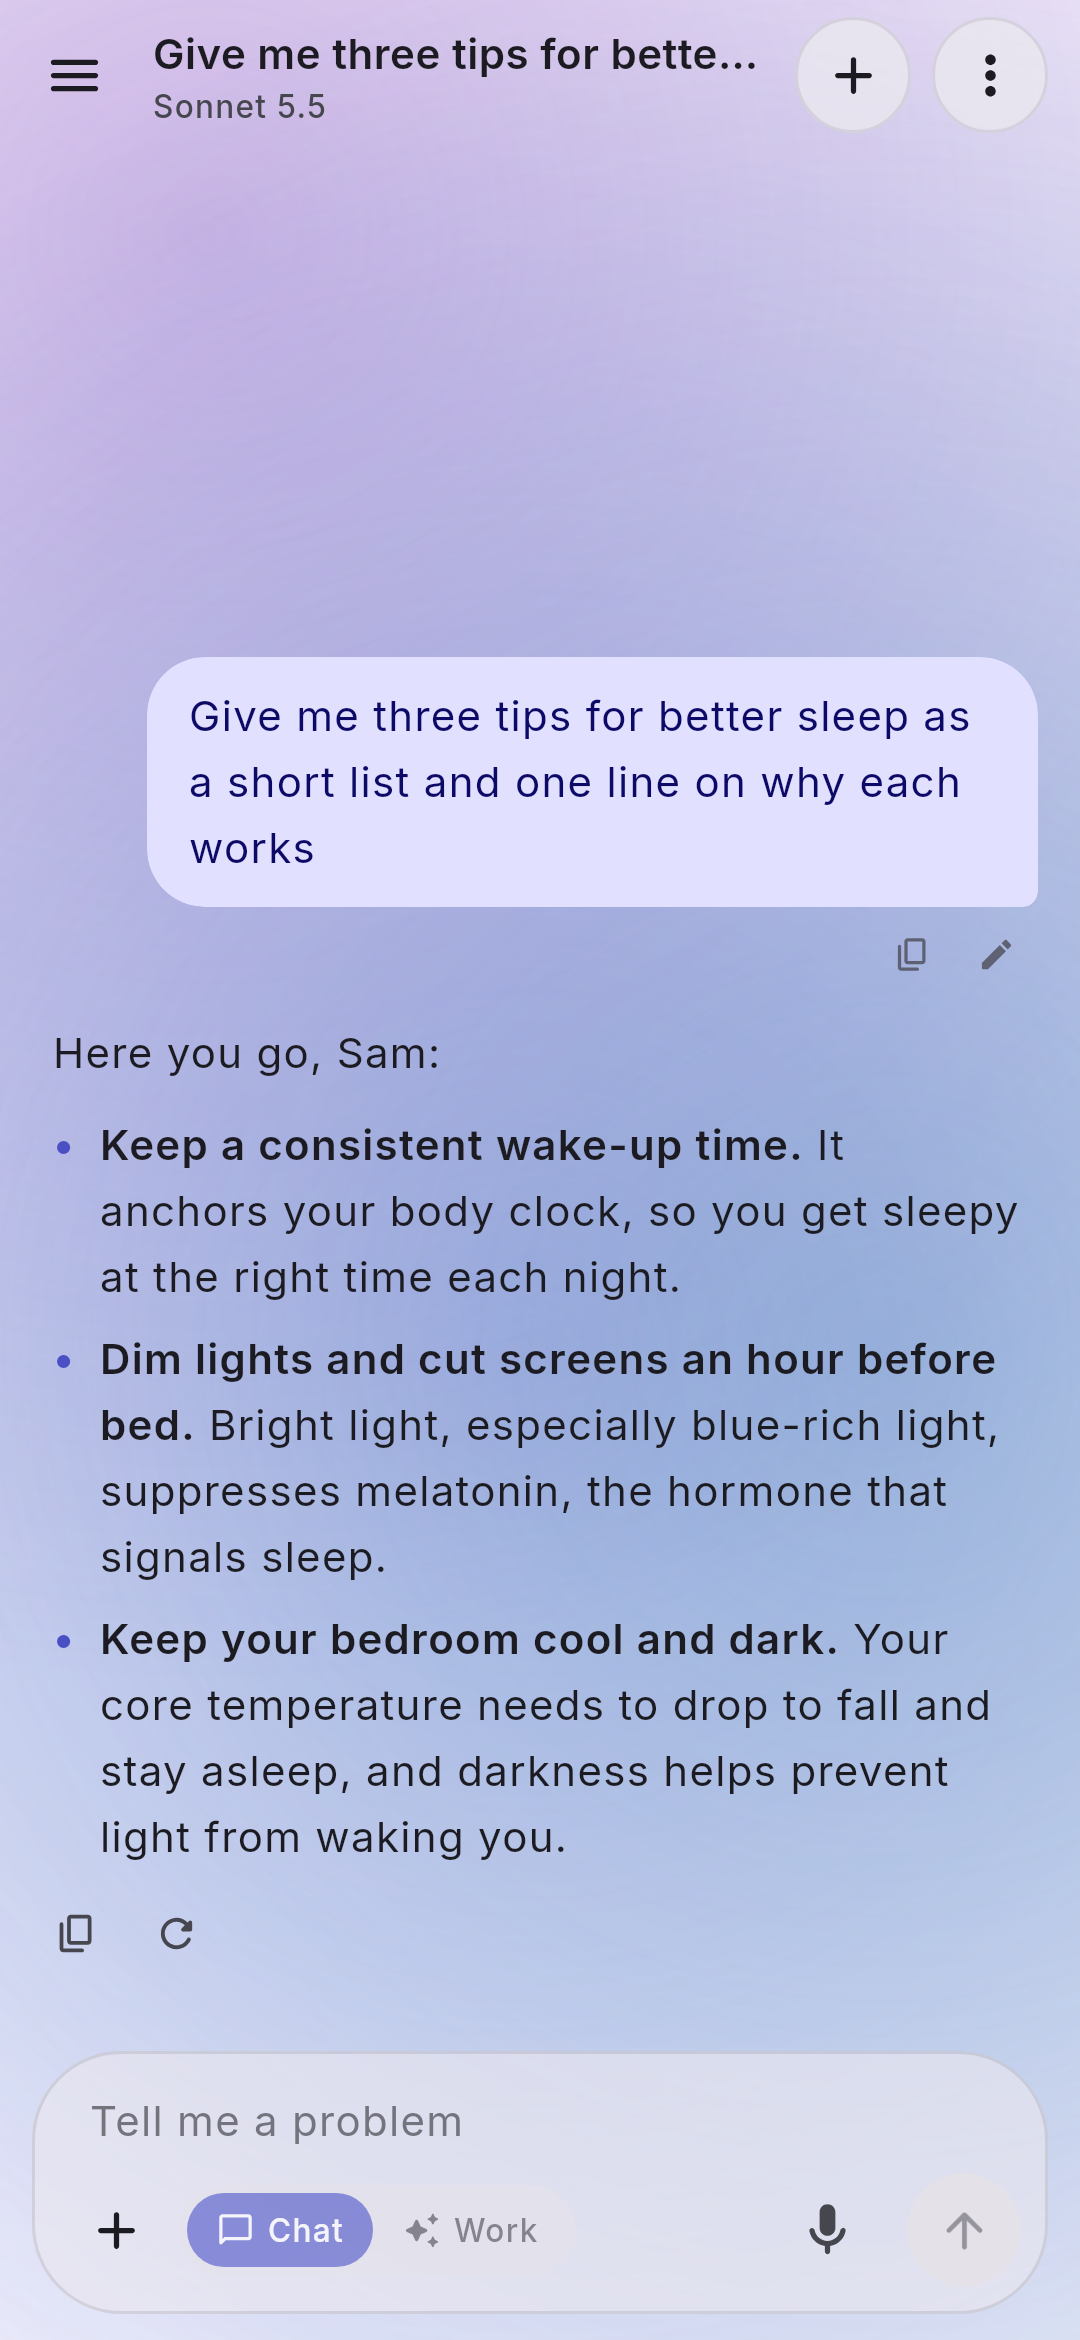 Give me three tips for bette...
Sonnet 5.5
Give me three tips for better sleep as
a short list and one line on why each
works
Here you go, Sam:
• Keep a consistent wake-up time. It
anchors your body clock, so you get sleepy
at the right time each night.
• Dim lights and cut screens an hour before
bed. Bright light, especially blue-rich light,
suppresses melatonin, the hormone that
signals sleep.
• Keep your bedroom cool and dark. Your
core temperature needs to drop to fall and
stay asleep, and darkness helps prevent
light from waking you.
Tell me a problem
Chat
Work